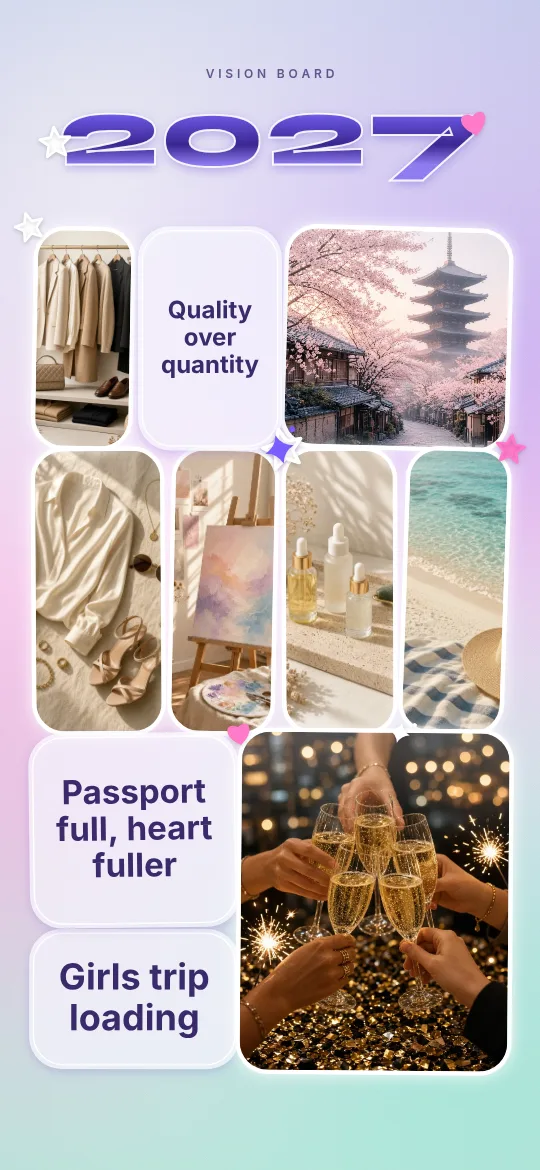 VISION BOARD
2027
Quality
over
quantity
Passport
full, heart
fuller
Girls trip
loading